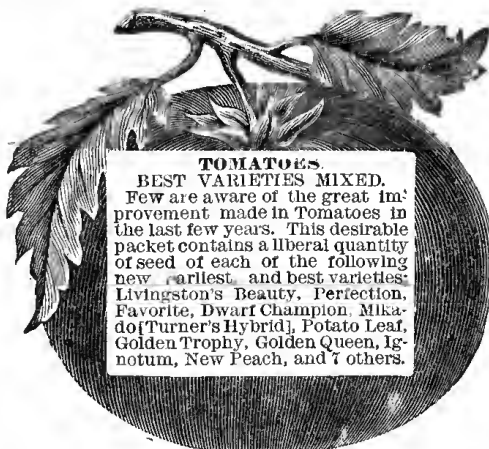 TOMATOES.
BEST VARIETIES MIXED.
Few are aware of the great im-
provement made in Tomatoes in
the last few years. This desirable
packet contains a liberal quantity
of seed of each of the following
new earliest and best varieties:
Livingston's Beauty, Perfection,
Favorite, Dwarf Champion, Mika-
do [Turner's Hybrid], Potato Leaf,
Golden Trophy, Golden Queen, Ig-
notum, New Peach, and 7 others.